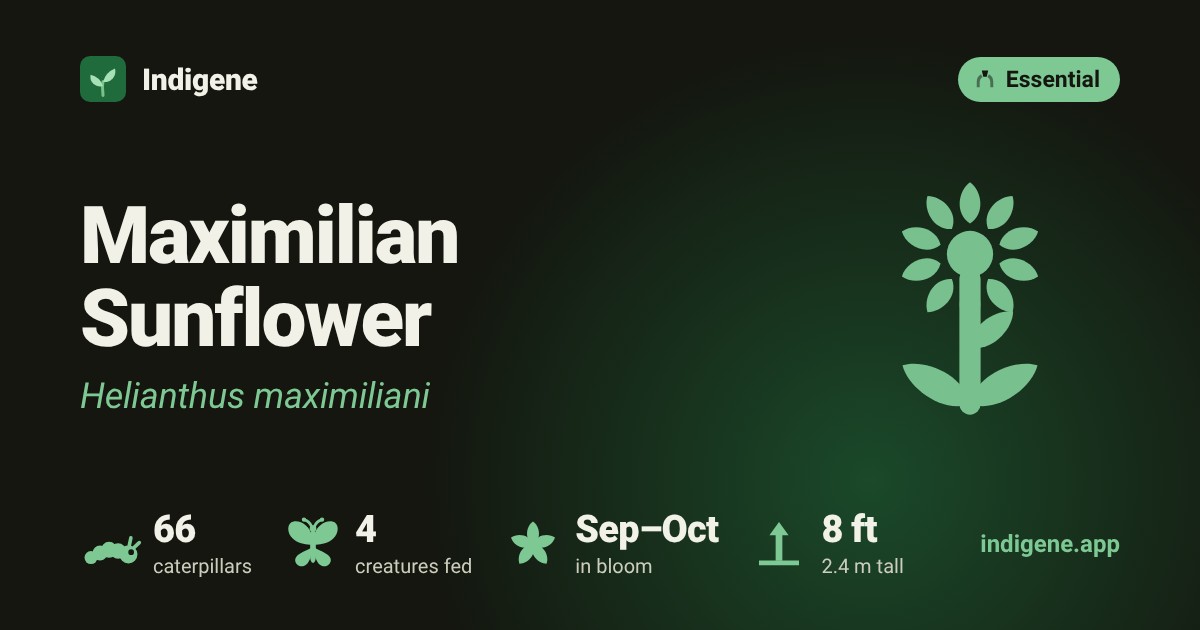 Indigene
Essential
Maximilian
Sunflower
Helianthus maximiliani
66
caterpillars
4
creatures fed
Sep–Oct
in bloom
8 ft
2.4 m tall
indigene.app